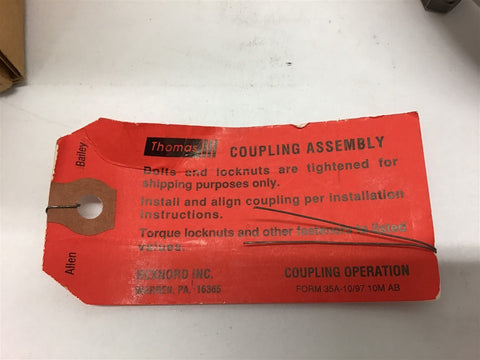 Thomas COUPLING ASSEMBLY
Bolts and locknuts are tightened for
shipping purposes only.
Install and align coupling per installation
instructions.
Torque locknuts and other fasteners to listed
values
REXNORD INC. COUPLING OPERATION
WARREN, PA. 16365 FORM 35A-10/97 10M AB
Bailey
Allen